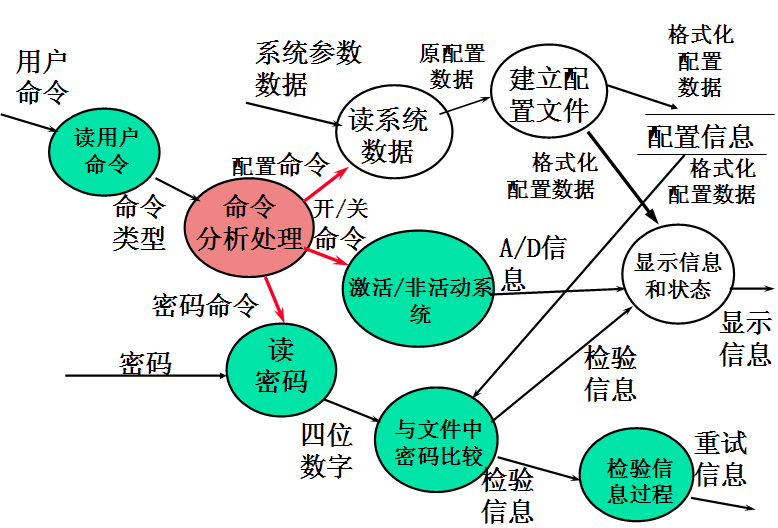 用户
命令
读用户
命令
命令
类型
系统参数
数据
读系统
数据
原配置
数据
建立配
置文件
格式化
配置
数据
配置信息
格式化
配置数据
格式化
配置数据
配置命令
命令
分析处理
开/关
命令
激活/非活动系
统
A/D信
息
显示信息
和状态
显示
信息
密码命令
密码
读
密码
四位
数字
与文件中
密码比较
检验
信息
检验
信息
检验信
息过程
重试
信息